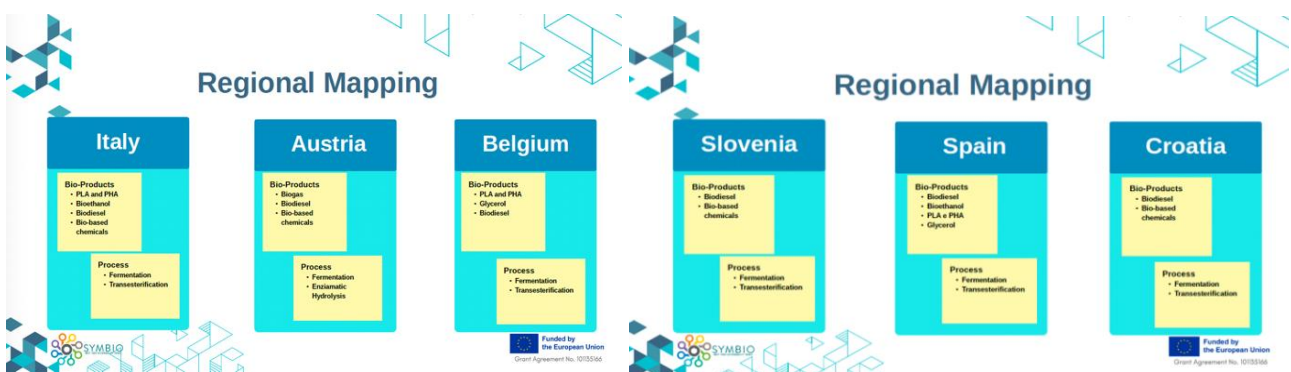 Regional Mapping
Italy
Bio-Products
• PLA and PHA
• Bioethanol
• Biodiesel
• Bio-based
chemicals
Process
• Fermentation
• Transesterification
Austria
Bio-Products
• Biogas
• Biodiesel
• Bio-based
chemicals
Process
• Fermentation
• Enziamatic
Hydrolysis
Belgium
Bio-Products
• PLA and PHA
• Glycerol
• Biodiesel
Process
• Fermentation
• Transesterification
SYMBIO
Funded by
the European Union
Grant Agreement No. 10135166
Regional Mapping
Slovenia
Bio-Products
• Biodiesel
• Bio-based
chemicals
Process
• Fermentation
• Transesterification
Spain
Bio-Products
• Biodiesel
• Bioethanol
• PLA e PHA
• Glycerol
Process
• Fermentation
• Transesterification
Croatia
Bio-Products
• Biodiesel
• Bio-based
chemicals
Process
• Fermentation
• Transesterification
SYMBIO
Funded by
the European Union
Grant Agreement No. 10135166